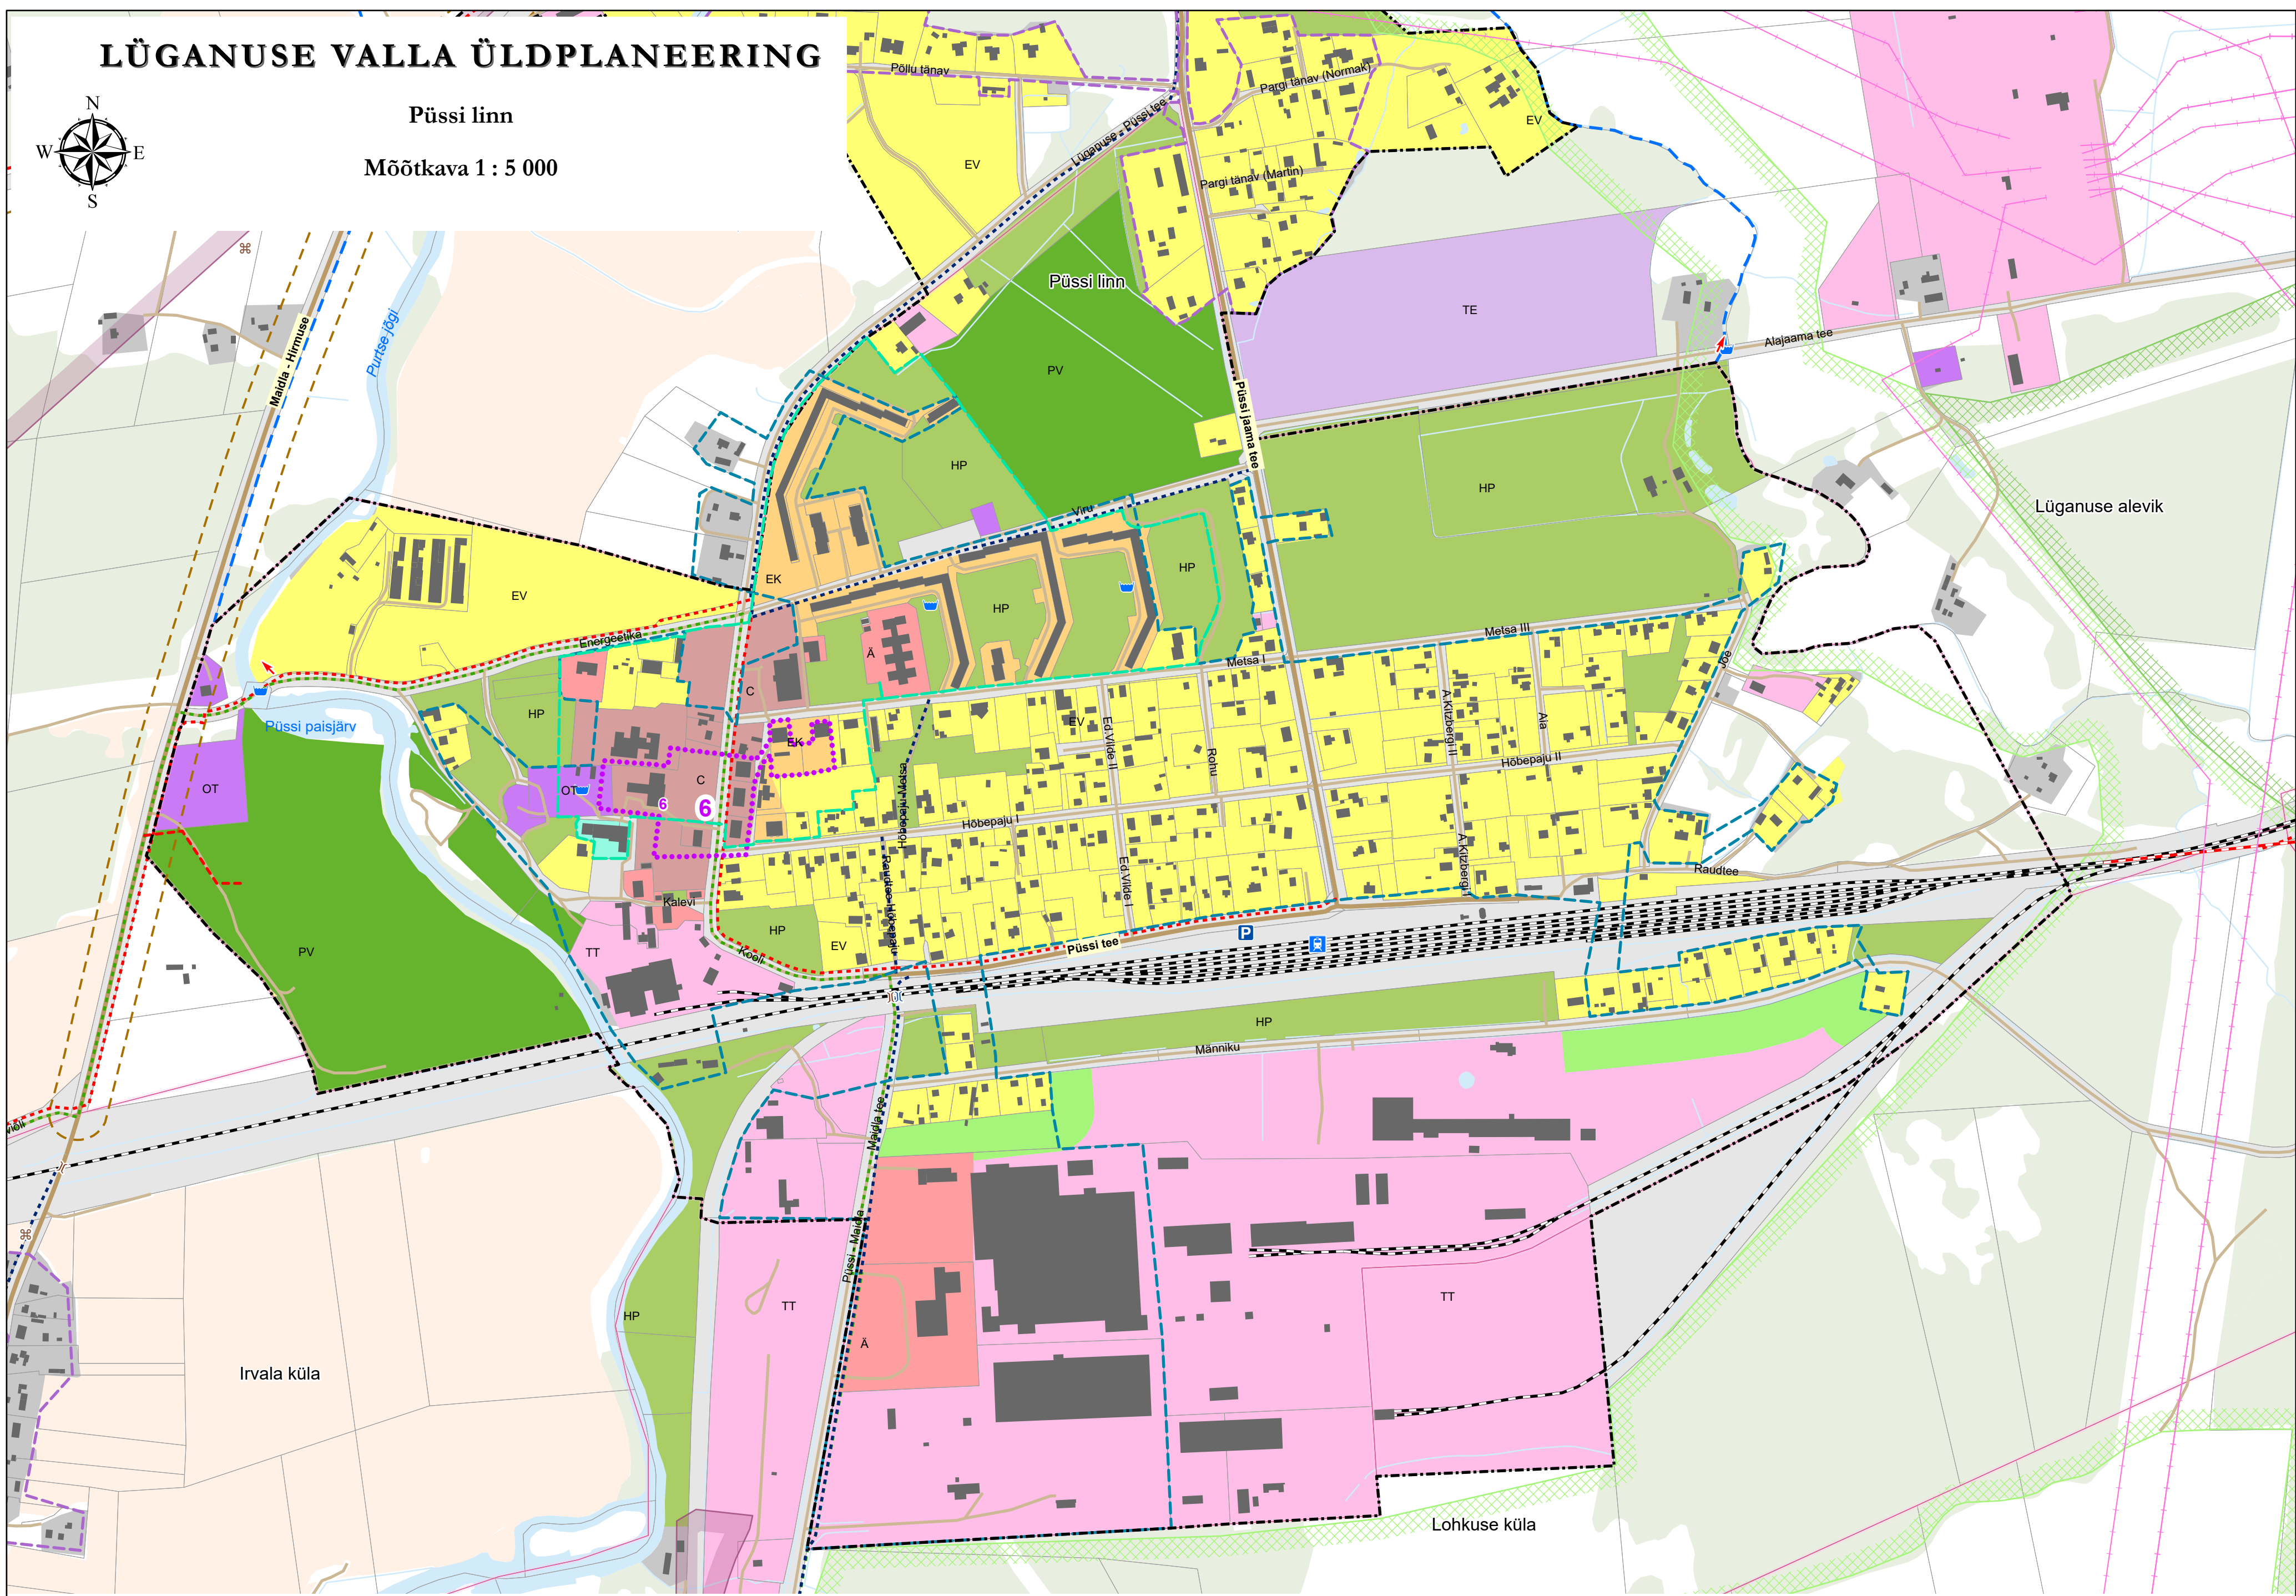 LÜGANUSE VALLA ÜLDPLANEERING
Püssi linn
Mõõtkava 1 : 5 000
N
W
E
S
Põllu tänav
Lüganuse - Püssi tee
Pargi tänav (Normak)
Pargi tänav (Martin)
EV
EV
Püssi linn
TE
PV
Alajaama tee
Püssi jaama tee
Maidla - Hirmuse
Purtse jõgi
HP
HP
Lüganuse alevik
Viru
EK
HP
HP
EV
Energeetika
Ä
Metsa I
Metsa III
Jõe
C
HP
Püssi paisjärv
EV
Ed.Vilde II
Rohu
A.Kitzbergi II
Ala
EK
Hõbepaju II
OT
OT
C
6
6
Hõbepaju-Metsa
Hõbepaju I
Raudtee-Hõbepaju
Ed.Vilde I
A.Kitzbergi I
Raudtee
Kalevi
HP
EV
Püssi tee
P
PV
TT
Kooli
HP
Männiku
Maidla tee
Püssi - Maidla
TT
TT
HP
Ä
Irvala küla
Lohkuse küla